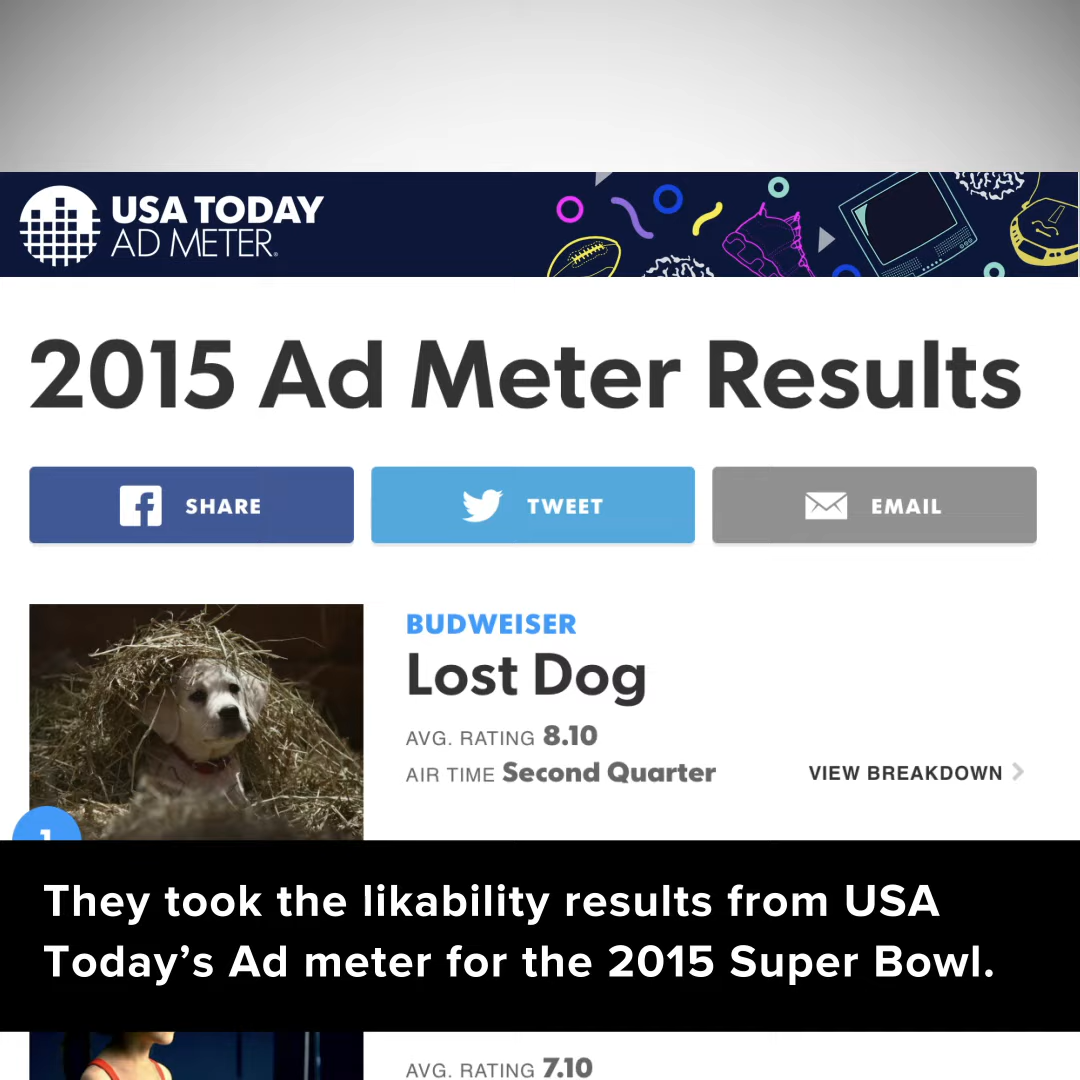 USA TODAY
AD METER
2015 Ad Meter Results
SHARE
TWEET
EMAIL
BUDWEISER
Lost Dog
AVG. RATING 8.10
AIR TIME Second Quarter
VIEW BREAKDOWN
1
They took the likability results from USA
Today’s Ad meter for the 2015 Super Bowl.
AVG. RATING 7.10